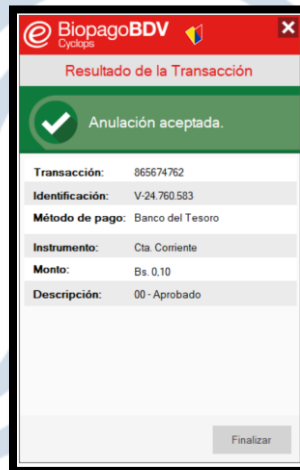 BiopagoBDV
Cyclops
Resultado de la Transacción
Anulación aceptada.
Transacción: 865674762
Identificación: V-24.760.583
Método de pago: Banco del Tesoro
Instrumento: Cta. Corriente
Monto: Bs. 0,10
Descripción: 00 - Aprobado
Finalizar